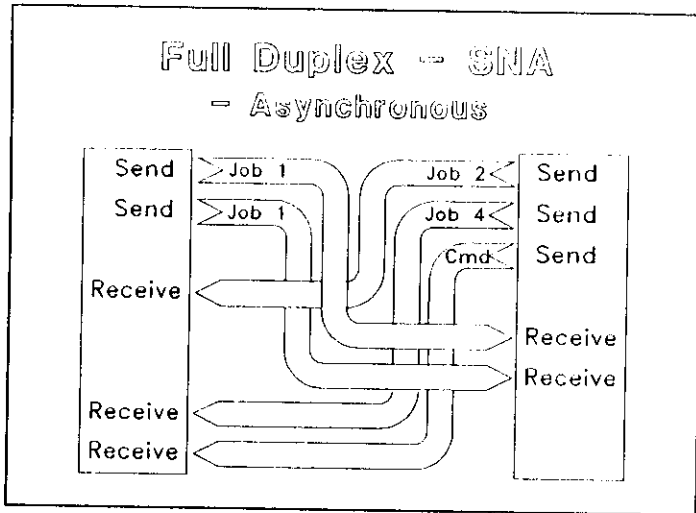 Full Duplex - SNA
- Asynchronous
Send Job 1 Job 2 Send
Send Job 1 Job 4 Send
Cmd Send
Receive
Receive
Receive
Receive
Receive